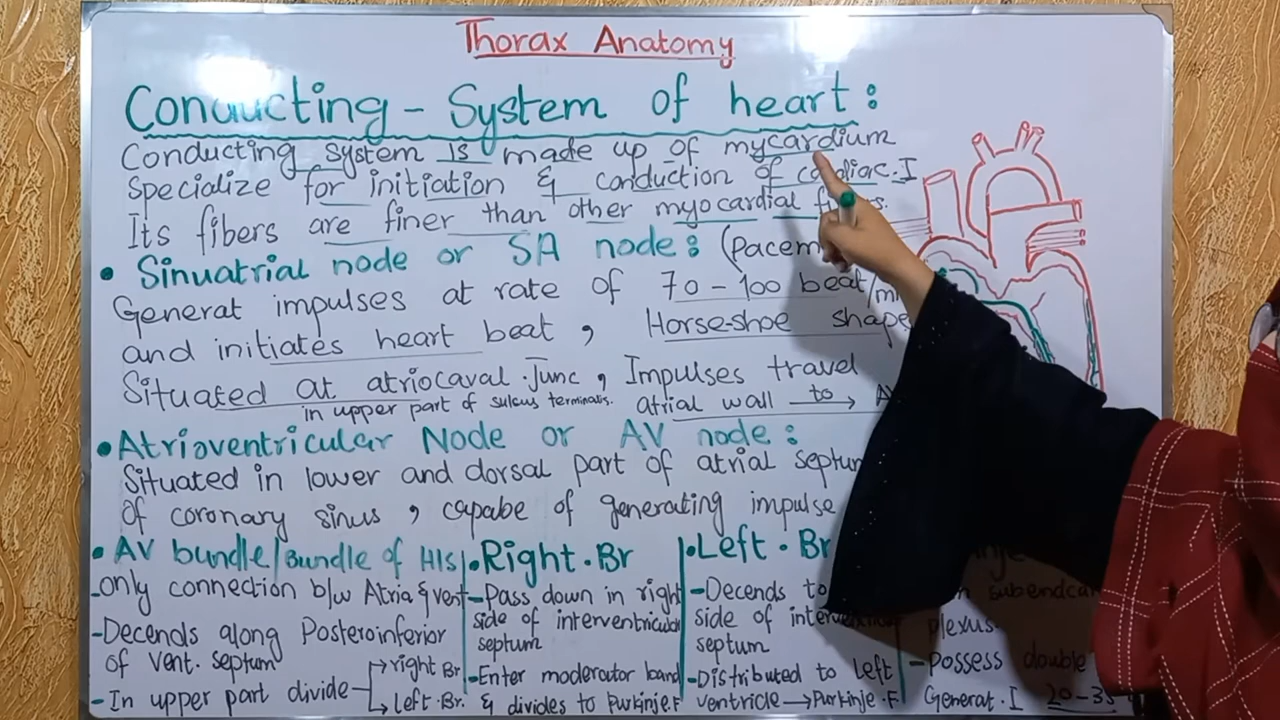 Thorax Anatomy
Conducting - System of heart:
Conducting system is made up of mycardium
specialize for initiation & conduction of cardiac.I
Its fibers are finer than other myocardial
• Sinuatrial node or SA node: (Pacem
Generat impulses at rate of 70-100 beat/min
and initiates heart beat, Horse-shoe shape
Situated at atriocaval Junc, Impulses travel
in upper part of sulcus terminalis. atrial wall to → A
• Atrioventricular Node or AV node:
Situated in lower and dorsal part of atrial septum
of coronary sinus, capabe of generating impulse
• AV bundle/bundle of HIS
-only connection b/w Atria & vent
-Decends along Posteroinferior
of vent. septum
- In upper part divide → right Br
→ Left.Br.
• Right.Br
-Pass down in right
side of interventricular
septum
-Enter moderator band
& divides to Purkinje.F
• Left.Br
-Decends to
side of interventricular
septum
-Distributed to left
ventricle → Purkinje.F
subendcar
plexus
-Possess double
Generat.I 20-35